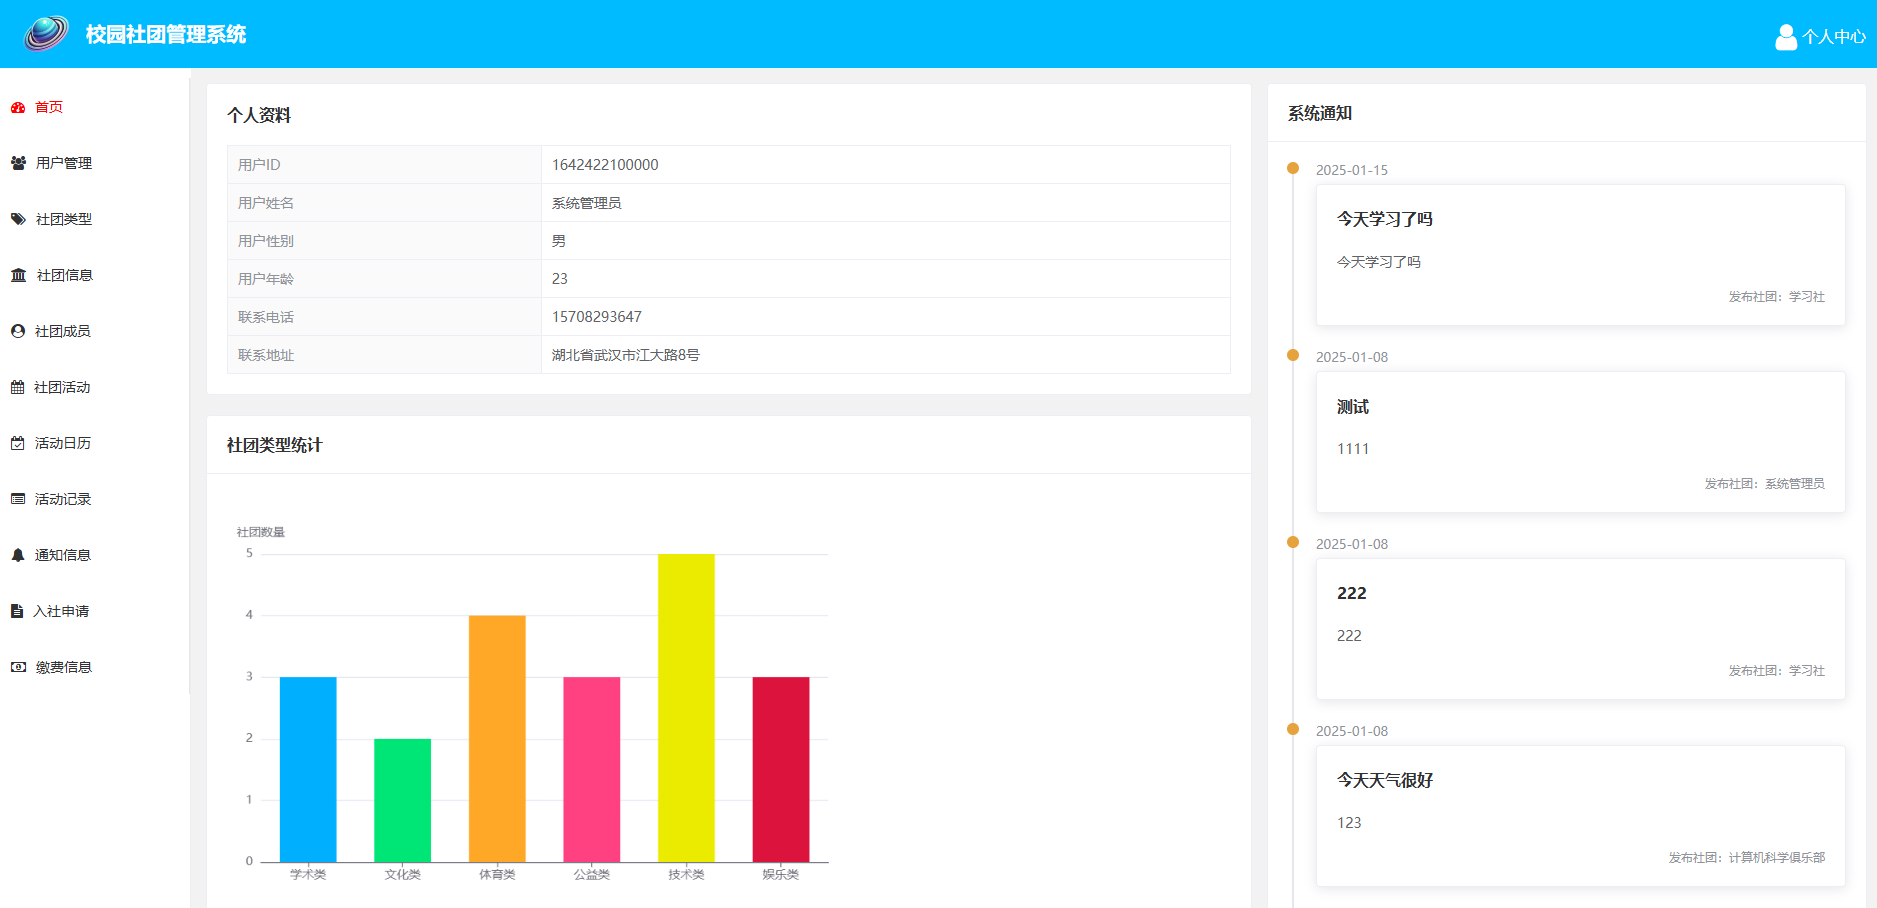 校园社团管理系统
个人中心
首页
用户管理
社团类型
社团信息
社团成员
社团活动
活动日历
活动记录
通知信息
入社申请
缴费信息
个人资料
用户ID 1642422100000
用户姓名 系统管理员
用户性别 男
用户年龄 23
联系电话 15708293647
联系地址 湖北省武汉市江大路8号
社团类型统计
社团数量
5
4
3
2
1
0
学术类 文化类 体育类 公益类 技术类 娱乐类
系统通知
2025-01-15
今天学习了吗
今天学习了吗
发布社团：学习社
2025-01-08
测试
1111
发布社团：系统管理员
2025-01-08
222
222
发布社团：学习社
2025-01-08
今天天气很好
123
发布社团：计算机科学俱乐部